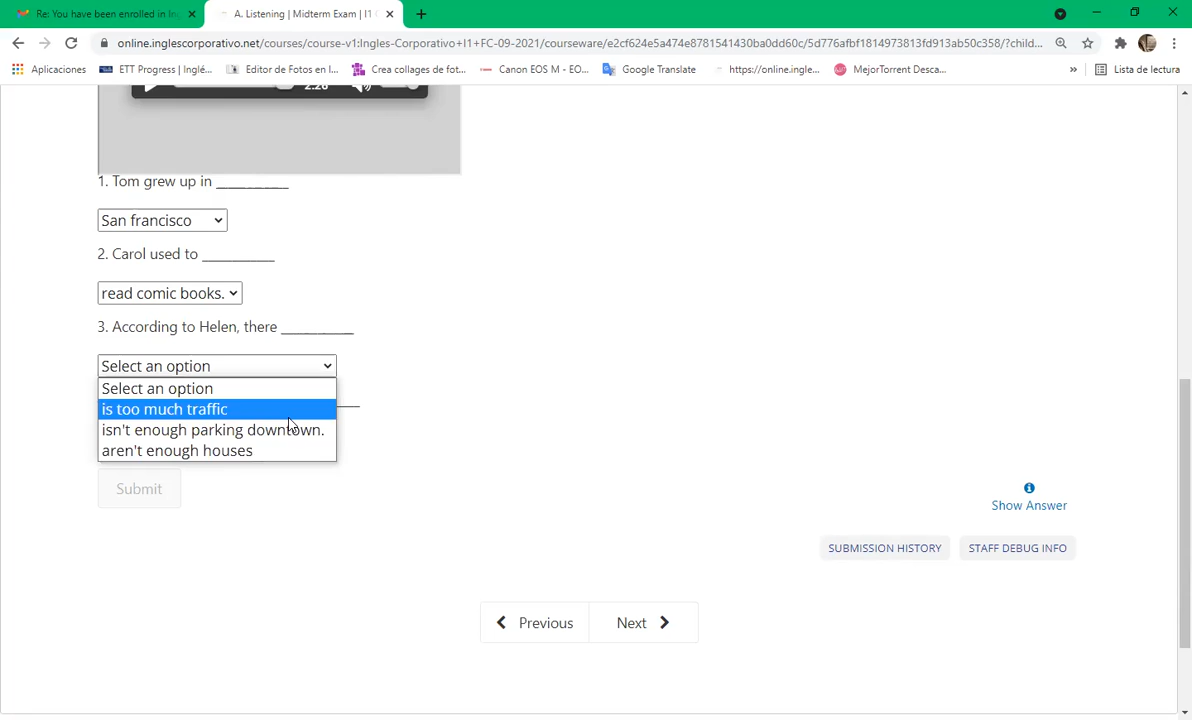 Re: You have been enrolled in In
A. Listening | Midterm Exam | I1
online.inglescorporativo.net/courses/course-v1:Ingles-Corporativo+I1+FC-09-2021/courseware/e2cf624e5a474e8781541430ba0dd60c/5d776afbf1814973813fd913ab50c358/?child...
Aplicaciones ETT Progress | Inglé... Editor de Fotos en l... Crea collages de fot... Canon EOS M - EO... Google Translate https://online.ingle... MejorTorrent Desca... » Lista de lectura
2:26
1. Tom grew up in ___________
San francisco
2. Carol used to ___________
read comic books.
3. According to Helen, there ___________
Select an option
Select an option
is too much traffic
isn't enough parking downtown.
aren't enough houses
Submit
Show Answer
SUBMISSION HISTORY STAFF DEBUG INFO
Previous Next